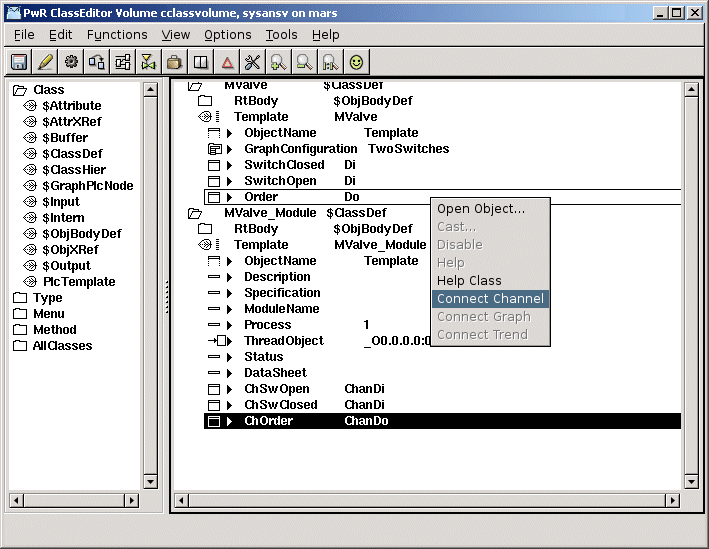 PwR ClassEditor Volume cclassvolume, sysansv on mars
File Edit Functions View Options Tools Help
Class
$Attribute
$AttrXRef
$Buffer
$ClassDef
$ClassHier
$GraphPlcNode
$Input
$Intern
$ObjBodyDef
$ObjXRef
$Output
PlcTemplate
Type
Menu
Method
AllClasses
MValve $ClassDef
RtBody $ObjBodyDef
Template MValve
ObjectName Template
GraphConfiguration TwoSwitches
SwitchClosed Di
SwitchOpen Di
Order Do
MValve_Module $ClassDef
RtBody $ObjBodyDef
Template MValve_Module
ObjectName Template
Description
Specification
ModuleName
Process 1
ThreadObject _O0.0.0.0:0
Status
DataSheet
ChSwOpen ChanDi
ChSwClosed ChanDi
ChOrder ChanDo
Open Object...
Cast...
Disable
Help
Help Class
Connect Channel
Connect Graph
Connect Trend